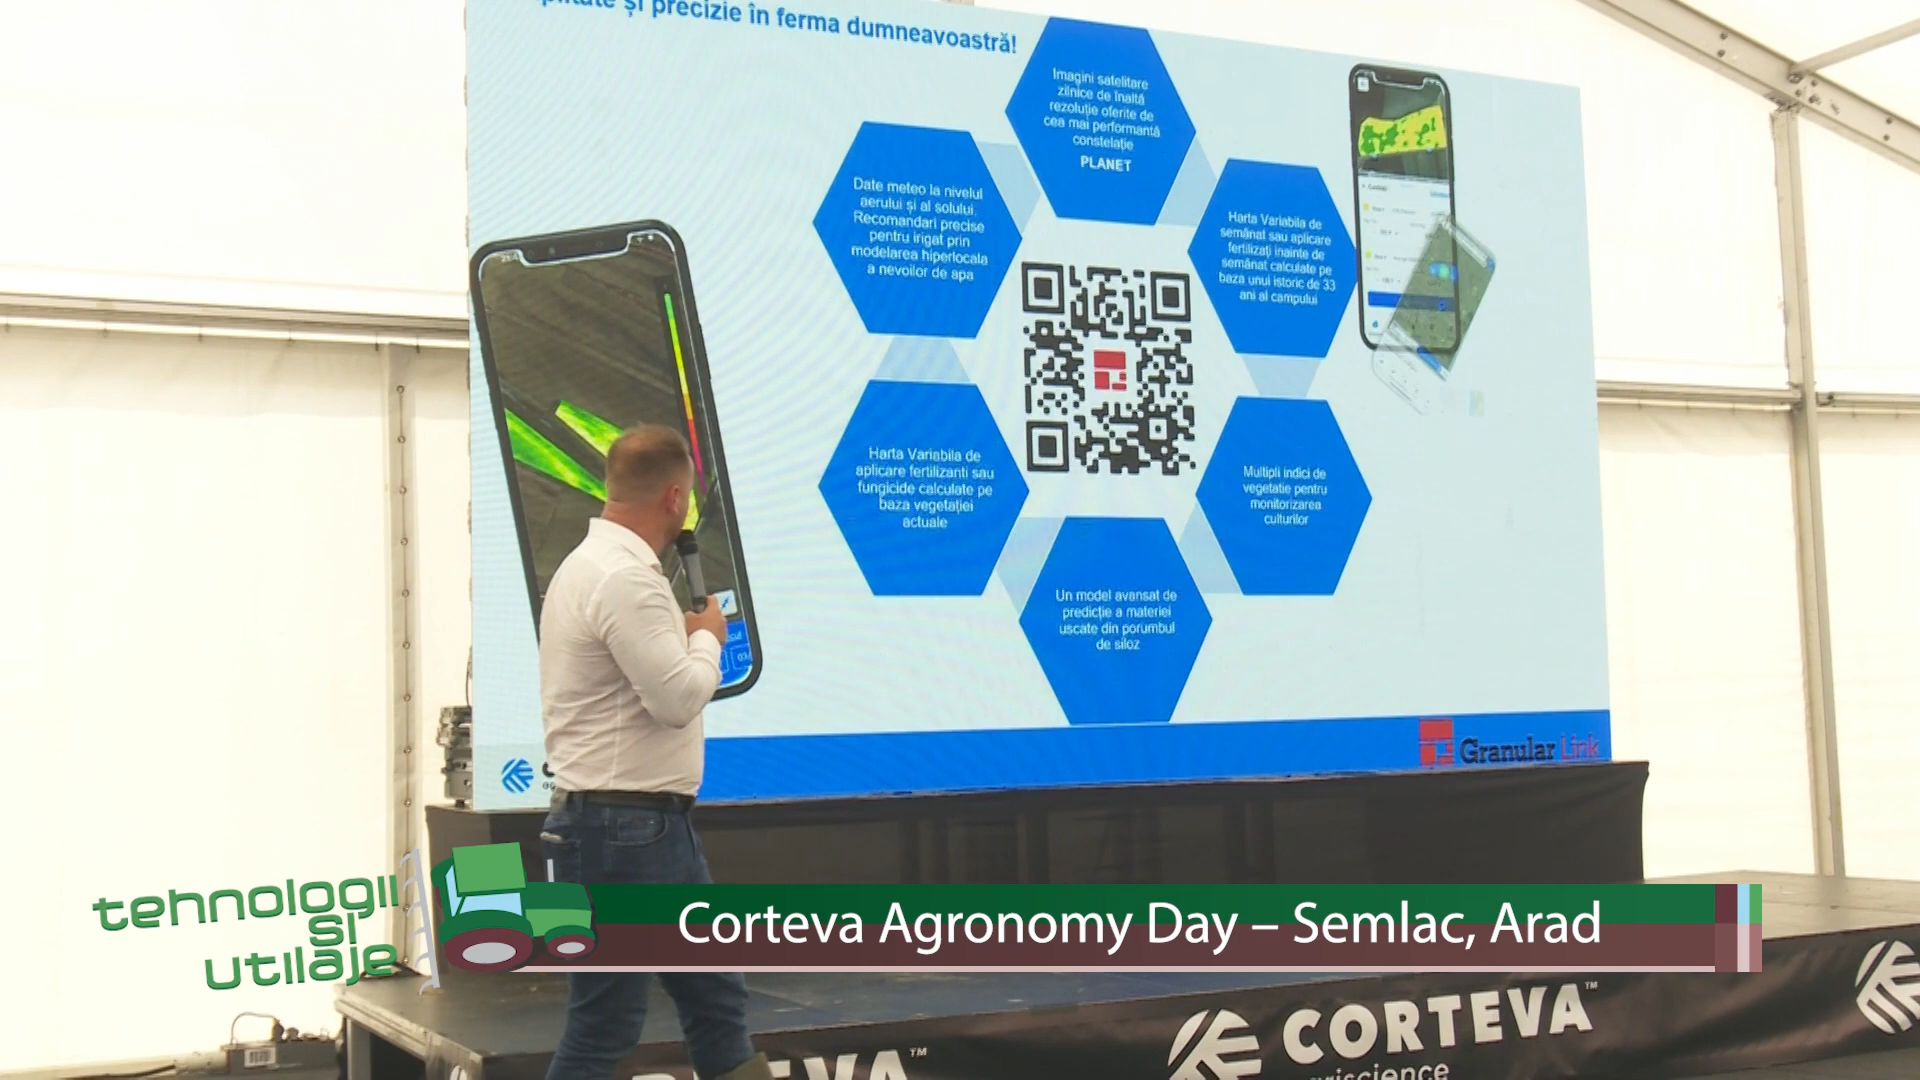 și precizie în ferma dumneavoastră!
Imagini satelitare
zilnice de înaltă
rezoluție oferite de
cea mai performantă
constelație
PLANET
Date meteo la nivelul
aerului și al solului.
Recomandari precise
pentru irigat prin
modelarea hiperlocala
a nevoilor de apa
Harta Variabila de
semănat sau aplicare
fertilizați inainte de
semănat calculate pe
baza unui istoric de 33
ani al campului
Harta Variabila de
aplicare fertilizanti sau
fungicide calculate pe
baza vegetației
actuale
Multipli indici de
vegetatie pentru
monitorizarea
culturilor
Un model avansat de
predicție a materiei
uscate din porumbul
de siloz
Granular Link
tehnologii
și
utilaje
Corteva Agronomy Day – Semlac, Arad
CORTEVA™